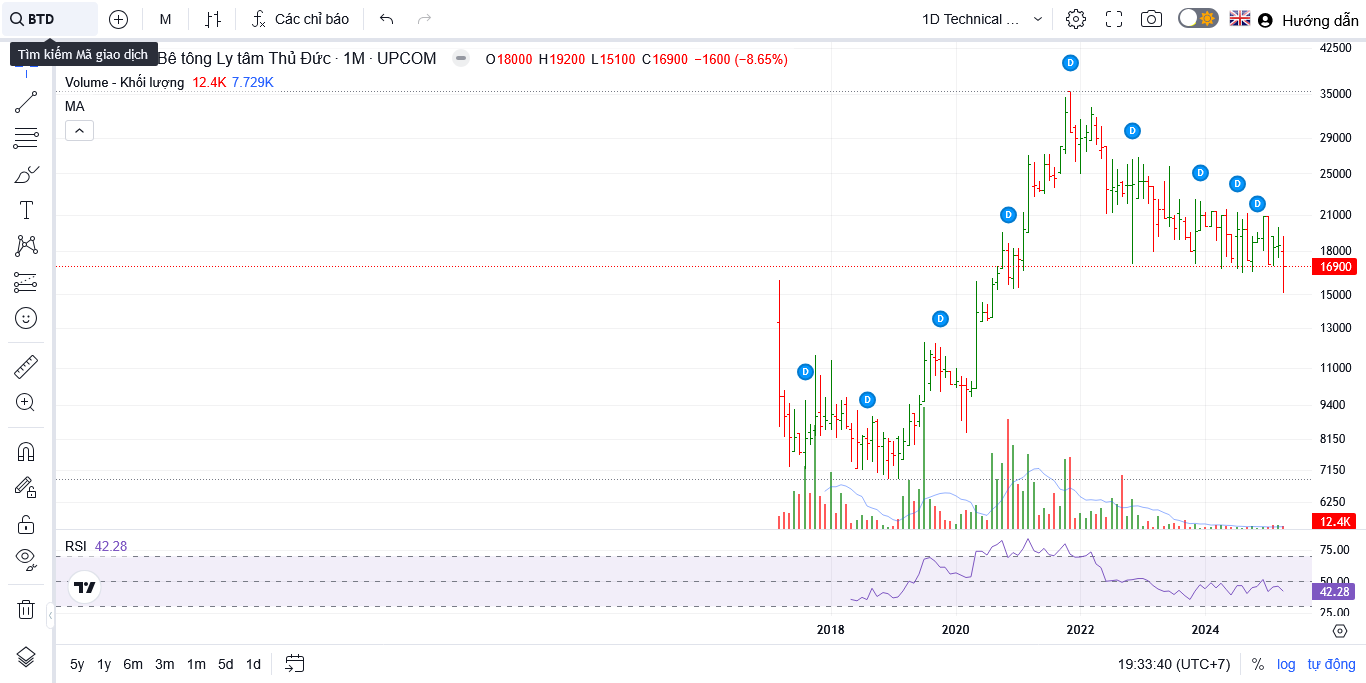 BTD
M
Các chỉ báo
1D Technical ...
Hướng dẫn
Tìm kiếm Mã giao dịch
Bê tông Ly tâm Thủ Đức · 1M · UPCOM
O18000 H19200 L15100 C16900 −1600 (−8.65%)
Volume - Khối lượng 12.4K 7.729K
MA
42500
35000
29000
25000
21000
18000
16900
15000
13000
11000
9400
8150
7150
6250
12.4K
D
D
D
D
D
D
D
D
D
RSI 42.28
75.00
50.00
42.28
25.00
2018
2020
2022
2024
5y 1y 6m 3m 1m 5d 1d
19:33:40 (UTC+7)
% log tự động